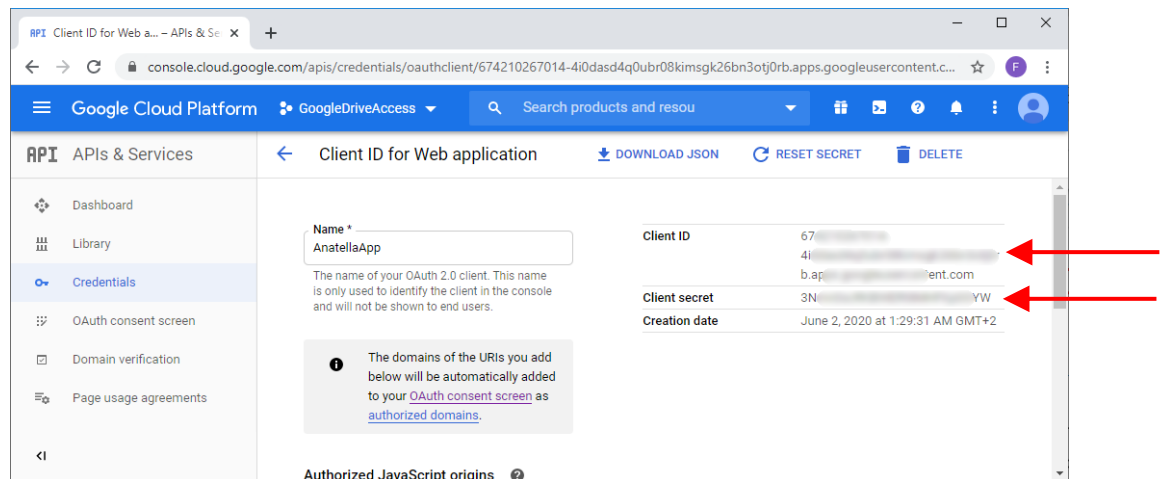 API Client ID for Web a... – APIs & Se
console.cloud.google.com/apis/credentials/oauthclient/674210267014-4i0dasd4q0ubr08kimsgk26bn3otj0rb.apps.googleusercontent.c...
F
Google Cloud Platform
GoogleDriveAccess
Search products and resou
API APIs & Services
Client ID for Web application
DOWNLOAD JSON
RESET SECRET
DELETE
Dashboard
Library
Credentials
OAuth consent screen
Domain verification
Page usage agreements
Name *
AnatellaApp
The name of your OAuth 2.0 client. This name
is only used to identify the client in the console
and will not be shown to end users.
The domains of the URIs you add
below will be automatically added
to your OAuth consent screen as
authorized domains.
Authorized JavaScript origins
Client ID
Client secret
Creation date June 2, 2020 at 1:29:31 AM GMT+2